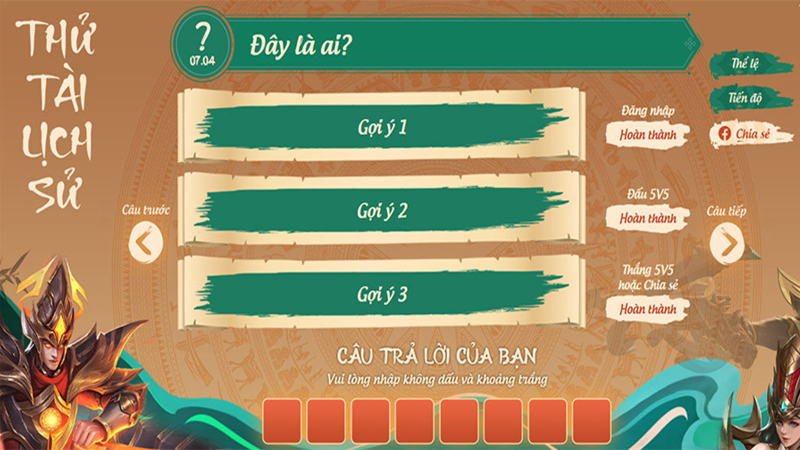 THỬ
TÀI
LỊCH
SỬ
?
07.04
Đây là ai?
Thể lệ
Tiến độ
Chia sẻ
Gợi ý 1
Đăng nhập
Hoàn thành
Gợi ý 2
Đấu 5V5
Hoàn thành
Câu trước
Câu tiếp
Gợi ý 3
Thắng 5V5
hoặc Chia sẻ
Hoàn thành
CÂU TRẢ LỜI CỦA BẠN
Vui lòng nhập không dấu và khoảng trắng